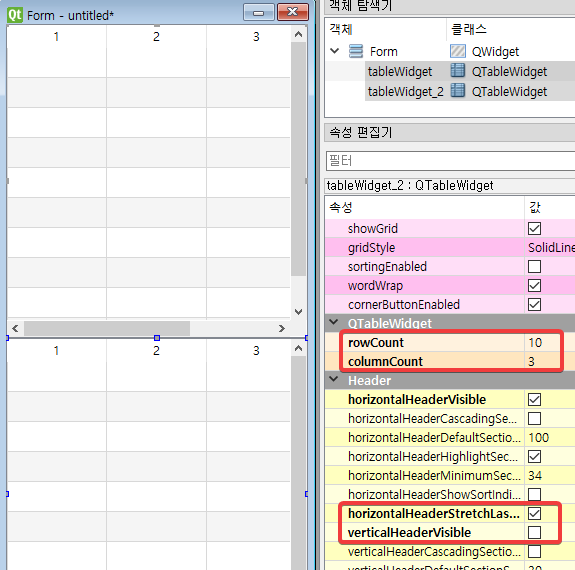 Form - untitled*
1 2 3
1 2 3
객체 탐색기
객체 클래스
Form QWidget
tableWidget QTableWidget
tableWidget_2 QTableWidget
속성 편집기
필터
tableWidget_2 : QTableWidget
속성 값
showGrid
gridStyle SolidLine
sortingEnabled
wordWrap
cornerButtonEnabled
QTableWidget
rowCount 10
columnCount 3
Header
horizontalHeaderVisible
horizontalHeaderCascadingSe...
horizontalHeaderDefaultSectio... 100
horizontalHeaderHighlightSec...
horizontalHeaderMinimumSec... 34
horizontalHeaderShowSortIndi...
horizontalHeaderStretchLas...
verticalHeaderVisible
verticalHeaderCascadingSectio...